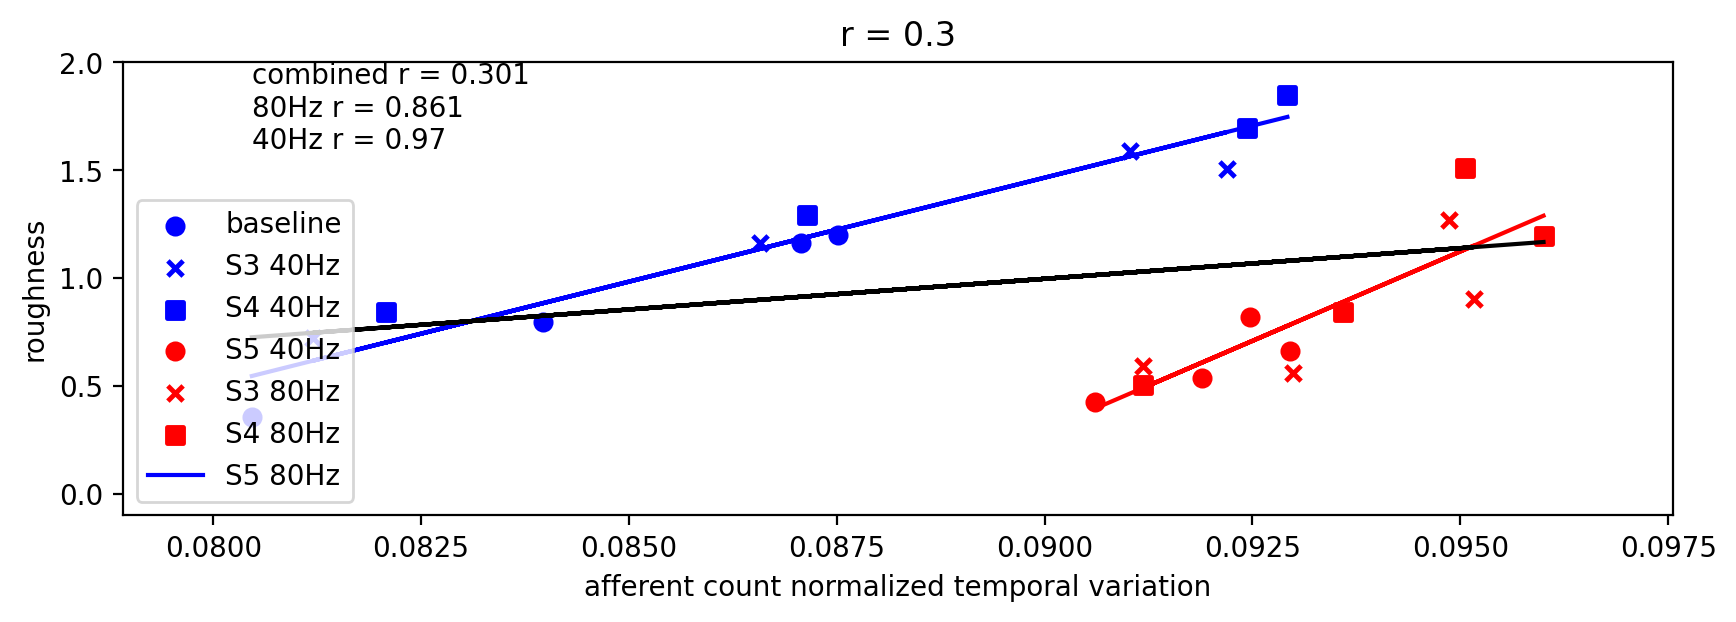 r = 0.3
combined r = 0.301
80Hz r = 0.861
40Hz r = 0.97
baseline
S3 40Hz
S4 40Hz
S5 40Hz
S3 80Hz
S4 80Hz
S5 80Hz
roughness
2.0
1.5
1.0
0.5
0.0
0.0800 0.0825 0.0850 0.0875 0.0900 0.0925 0.0950 0.0975
afferent count normalized temporal variation